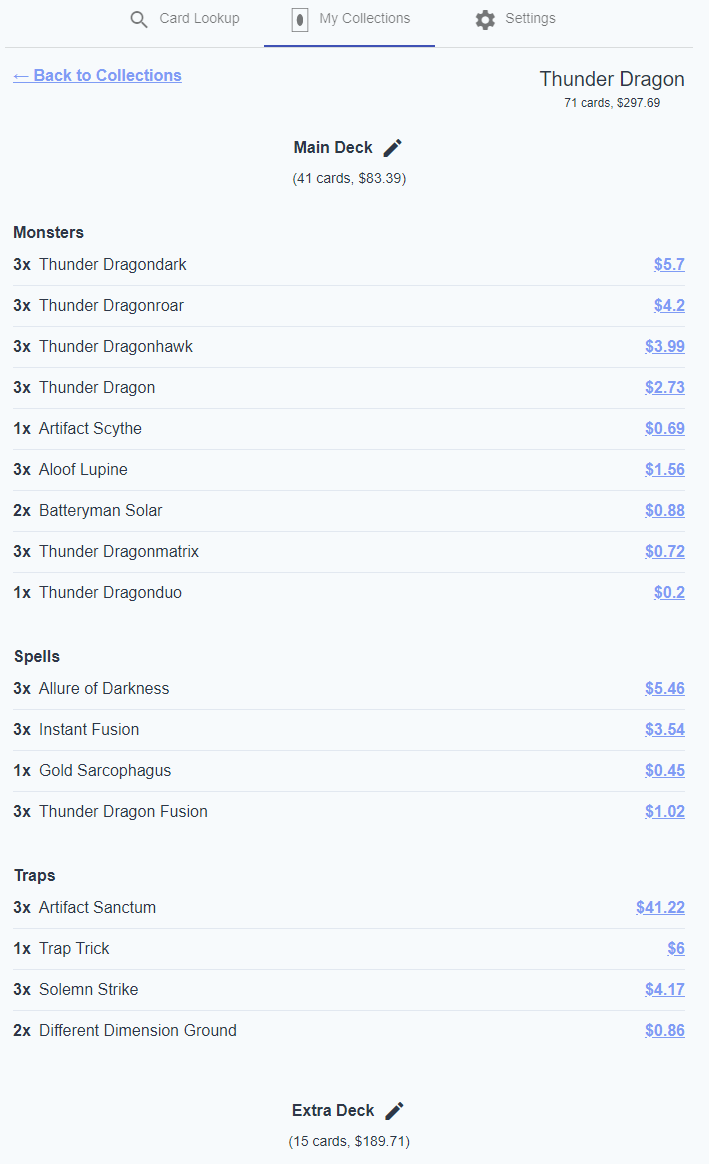 Card Lookup My Collections Settings
← Back to Collections Thunder Dragon
71 cards, $297.69
Main Deck
(41 cards, $83.39)
Monsters
3x Thunder Dragondark $5.7
3x Thunder Dragonroar $4.2
3x Thunder Dragonhawk $3.99
3x Thunder Dragon $2.73
1x Artifact Scythe $0.69
3x Aloof Lupine $1.56
2x Batteryman Solar $0.88
3x Thunder Dragonmatrix $0.72
1x Thunder Dragonduo $0.2
Spells
3x Allure of Darkness $5.46
3x Instant Fusion $3.54
1x Gold Sarcophagus $0.45
3x Thunder Dragon Fusion $1.02
Traps
3x Artifact Sanctum $41.22
1x Trap Trick $6
3x Solemn Strike $4.17
2x Different Dimension Ground $0.86
Extra Deck
(15 cards, $189.71)